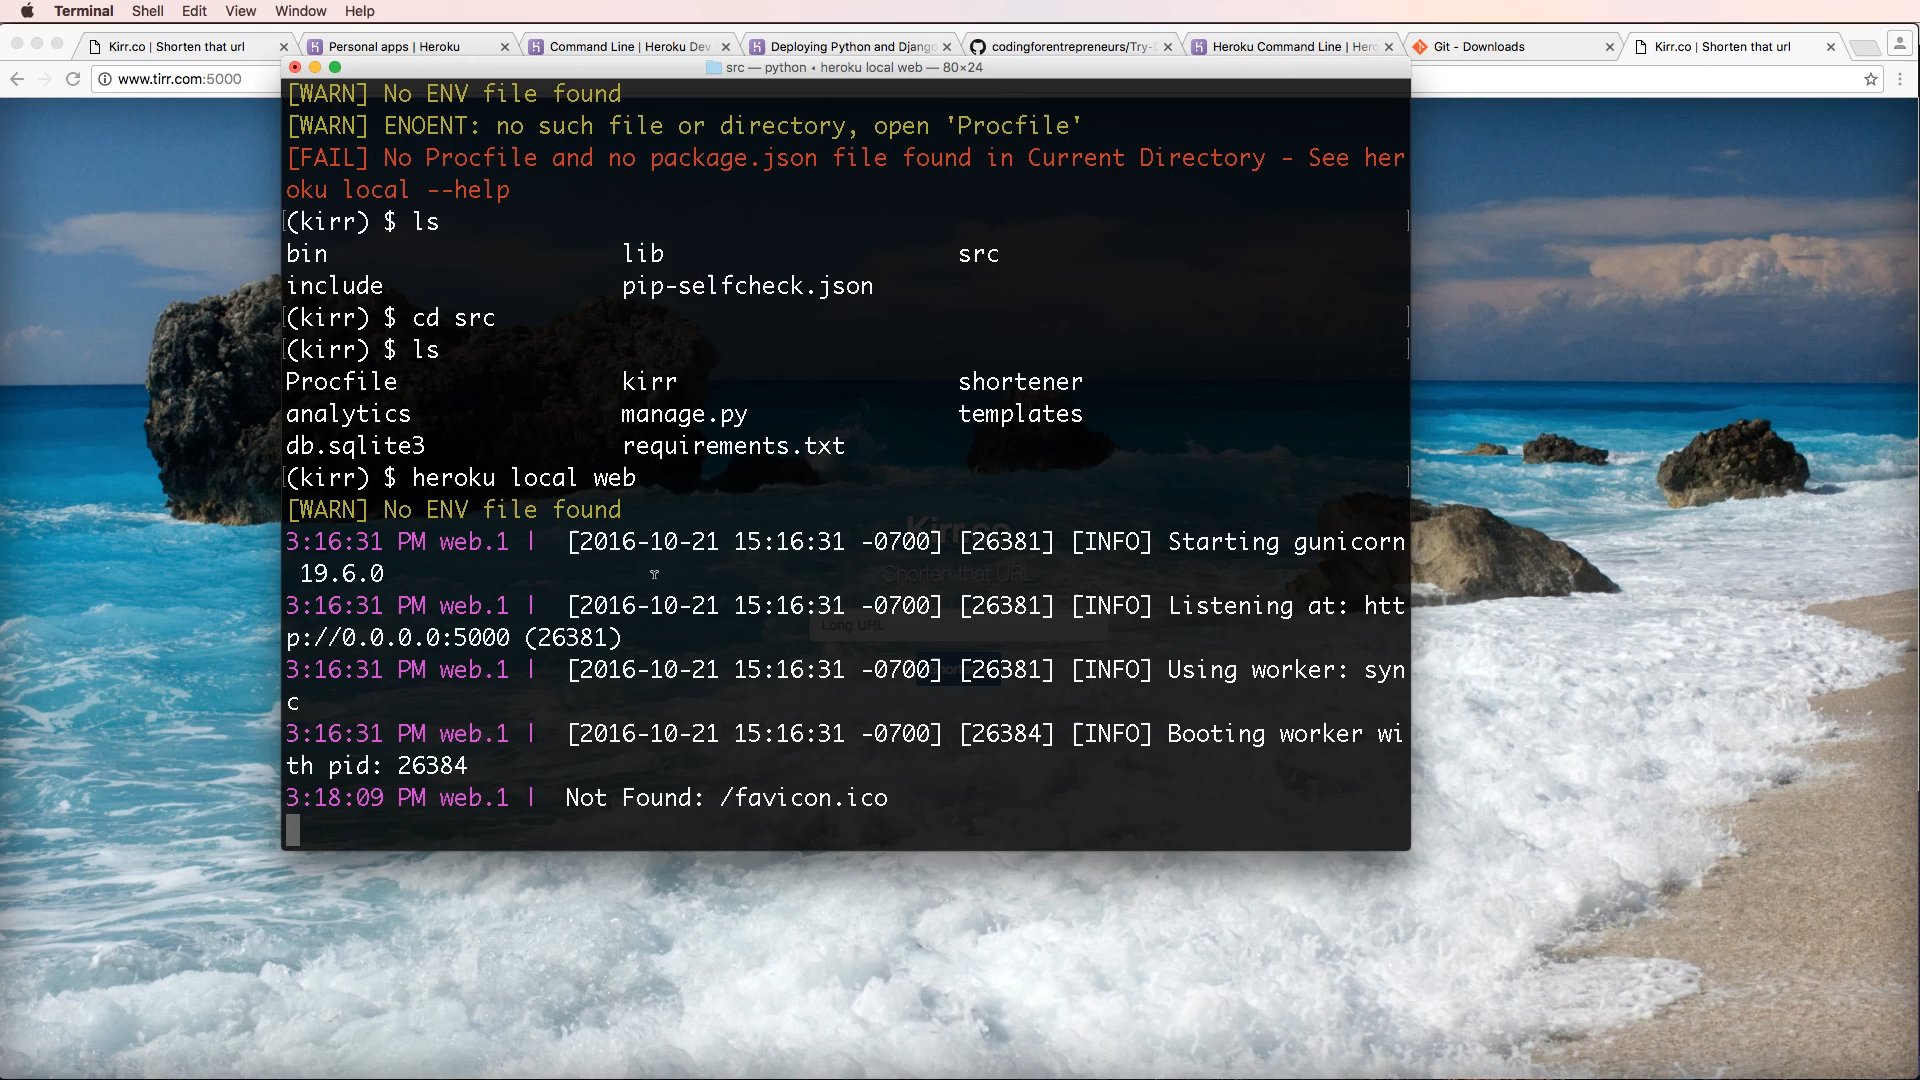 Terminal Shell Edit View Window Help
Kirr.co | Shorten that url
Personal apps | Heroku
Command Line | Heroku Dev
Deploying Python and Django
codingforentrepreneurs/Try-
Heroku Command Line | Hero
Git - Downloads
Kirr.co | Shorten that url
www.tirr.com:5000
src — python ◂ heroku local web — 80×24
[WARN] No ENV file found
[WARN] ENOENT: no such file or directory, open 'Procfile'
[FAIL] No Procfile and no package.json file found in Current Directory - See her
oku local --help
(kirr) $ ls
bin lib src
include pip-selfcheck.json
(kirr) $ cd src
(kirr) $ ls
Procfile kirr shortener
analytics manage.py templates
db.sqlite3 requirements.txt
(kirr) $ heroku local web
[WARN] No ENV file found
3:16:31 PM web.1 | [2016-10-21 15:16:31 -0700] [26381] [INFO] Starting gunicorn
19.6.0
3:16:31 PM web.1 | [2016-10-21 15:16:31 -0700] [26381] [INFO] Listening at: htt
p://0.0.0.0:5000 (26381)
3:16:31 PM web.1 | [2016-10-21 15:16:31 -0700] [26381] [INFO] Using worker: syn
c
3:16:31 PM web.1 | [2016-10-21 15:16:31 -0700] [26384] [INFO] Booting worker wi
th pid: 26384
3:18:09 PM web.1 | Not Found: /favicon.ico
Kirr.co
Shorten that URL
Long URL